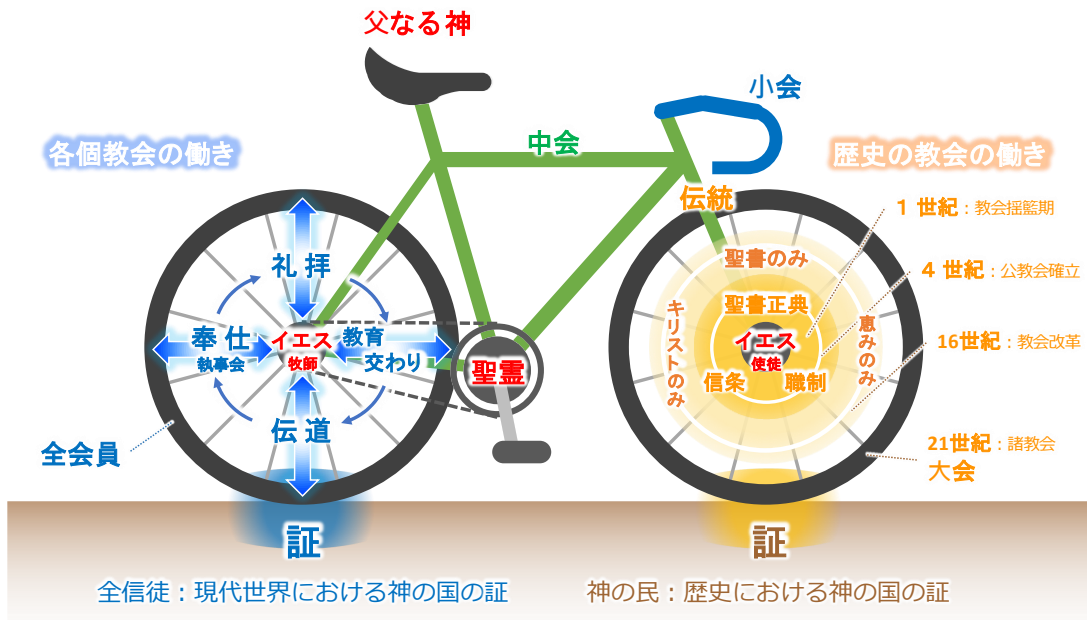 父なる神
小会
中会
各個教会の働き
歴史の教会の働き
伝統
礼拝
奉仕
執事会
イエス
牧師
教育
交わり
伝道
聖霊
全会員
聖書のみ
キリストのみ
恵みのみ
聖書正典
イエス
使徒
信条
職制
1 世紀：教会揺籃期
4 世紀：公教会確立
16世紀：教会改革
21世紀：諸教会
大会
証
証
全信徒：現代世界における神の国の証
神の民：歴史における神の国の証